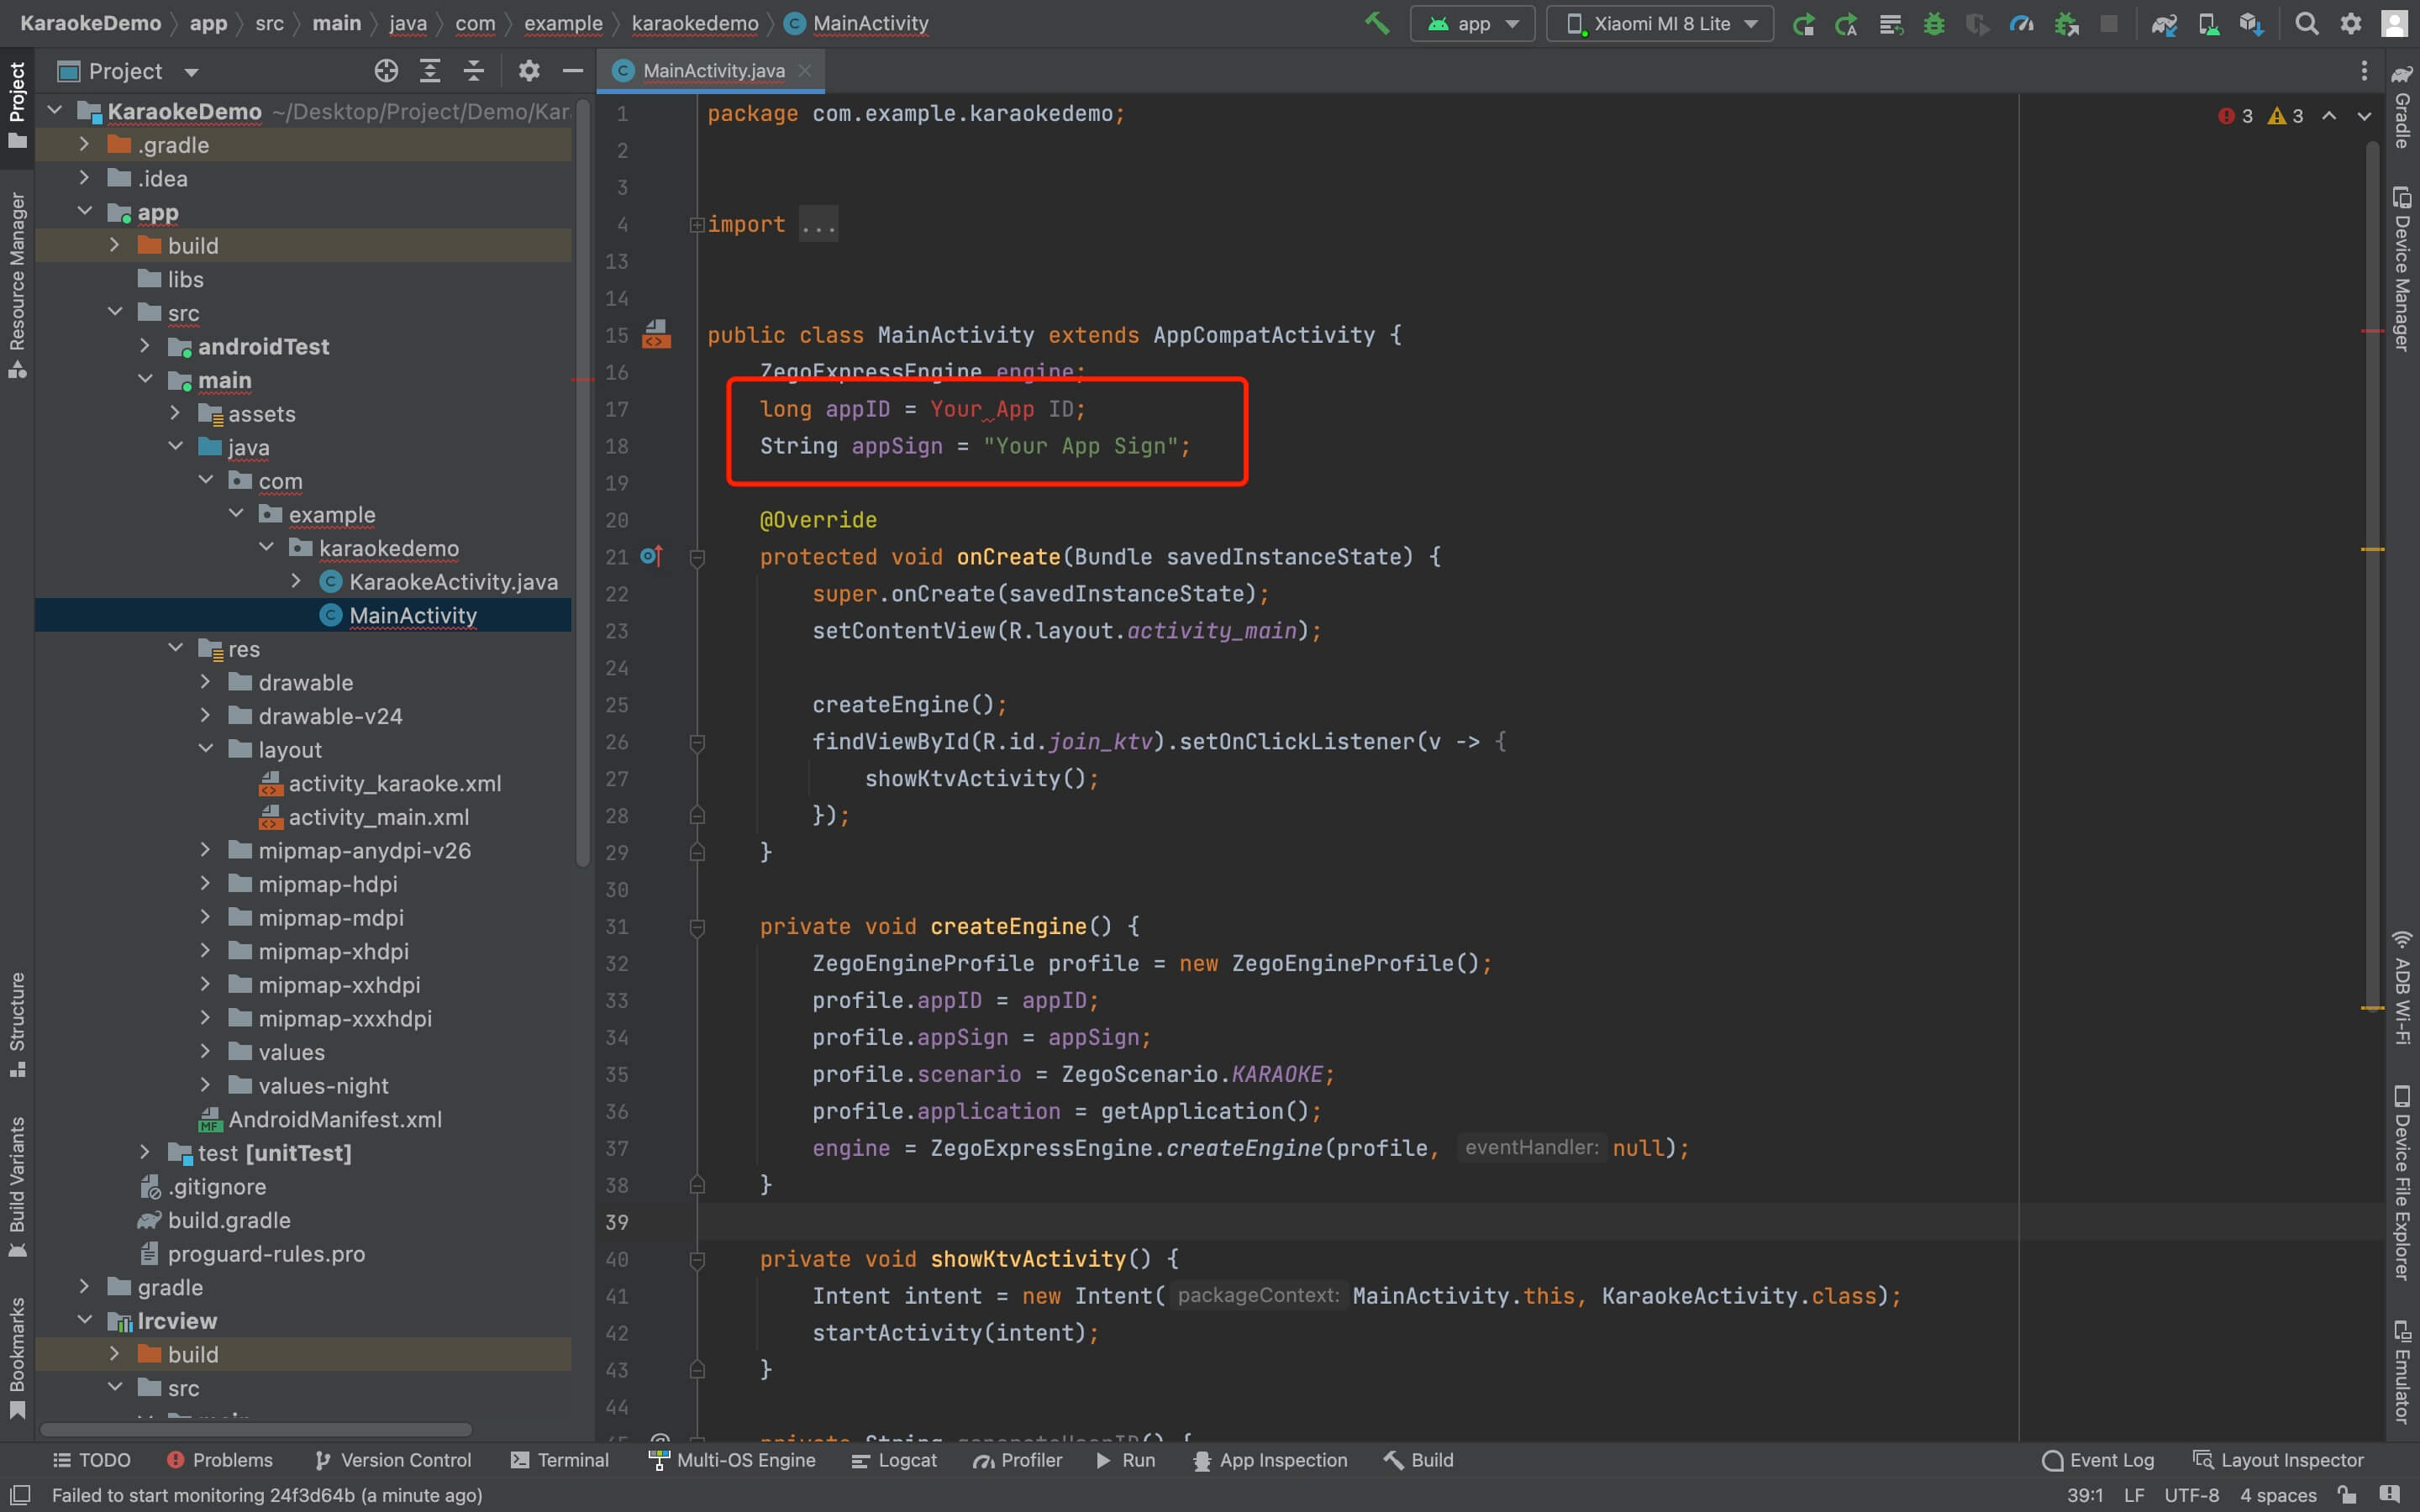 KaraokeDemo app src main java com example karaokedemo MainActivity app Xiaomi MI 8 Lite
Project
MainActivity.java
KaraokeDemo ~/Desktop/Project/Demo/Kar
.gradle
.idea
app
build
libs
src
androidTest
main
assets
java
com
example
karaokedemo
KaraokeActivity.java
MainActivity
res
drawable
drawable-v24
layout
activity_karaoke.xml
activity_main.xml
mipmap-anydpi-v26
mipmap-hdpi
mipmap-mdpi
mipmap-xhdpi
mipmap-xxhdpi
mipmap-xxxhdpi
values
values-night
AndroidManifest.xml
test [unitTest]
.gitignore
build.gradle
proguard-rules.pro
gradle
lrcview
build
src
Project
Resource Manager
Structure
Build Variants
Bookmarks
3 3
1 package com.example.karaokedemo;
2
3
4 import ...
13
14
15 public class MainActivity extends AppCompatActivity {
16 ZegoExpressEngine engine;
17 long appID = Your App ID;
18 String appSign = "Your App Sign";
19
20 @Override
21 protected void onCreate(Bundle savedInstanceState) {
22 super.onCreate(savedInstanceState);
23 setContentView(R.layout.activity_main);
24
25 createEngine();
26 findViewById(R.id.join_ktv).setOnClickListener(v -> {
27 showKtvActivity();
28 });
29 }
30
31 private void createEngine() {
32 ZegoEngineProfile profile = new ZegoEngineProfile();
33 profile.appID = appID;
34 profile.appSign = appSign;
35 profile.scenario = ZegoScenario.KARAOKE;
36 profile.application = getApplication();
37 engine = ZegoExpressEngine.createEngine(profile, eventHandler: null);
38 }
39
40 private void showKtvActivity() {
41 Intent intent = new Intent( packageContext: MainActivity.this, KaraokeActivity.class);
42 startActivity(intent);
43 }
44
private String generateUserID() {
Gradle
Device Manager
ADB Wi-Fi
Device File Explorer
Emulator
TODO Problems Version Control Terminal Multi-OS Engine Logcat Profiler Run App Inspection Build Event Log Layout Inspector
Failed to start monitoring 24f3d64b (a minute ago) 39:1 LF UTF-8 4 spaces